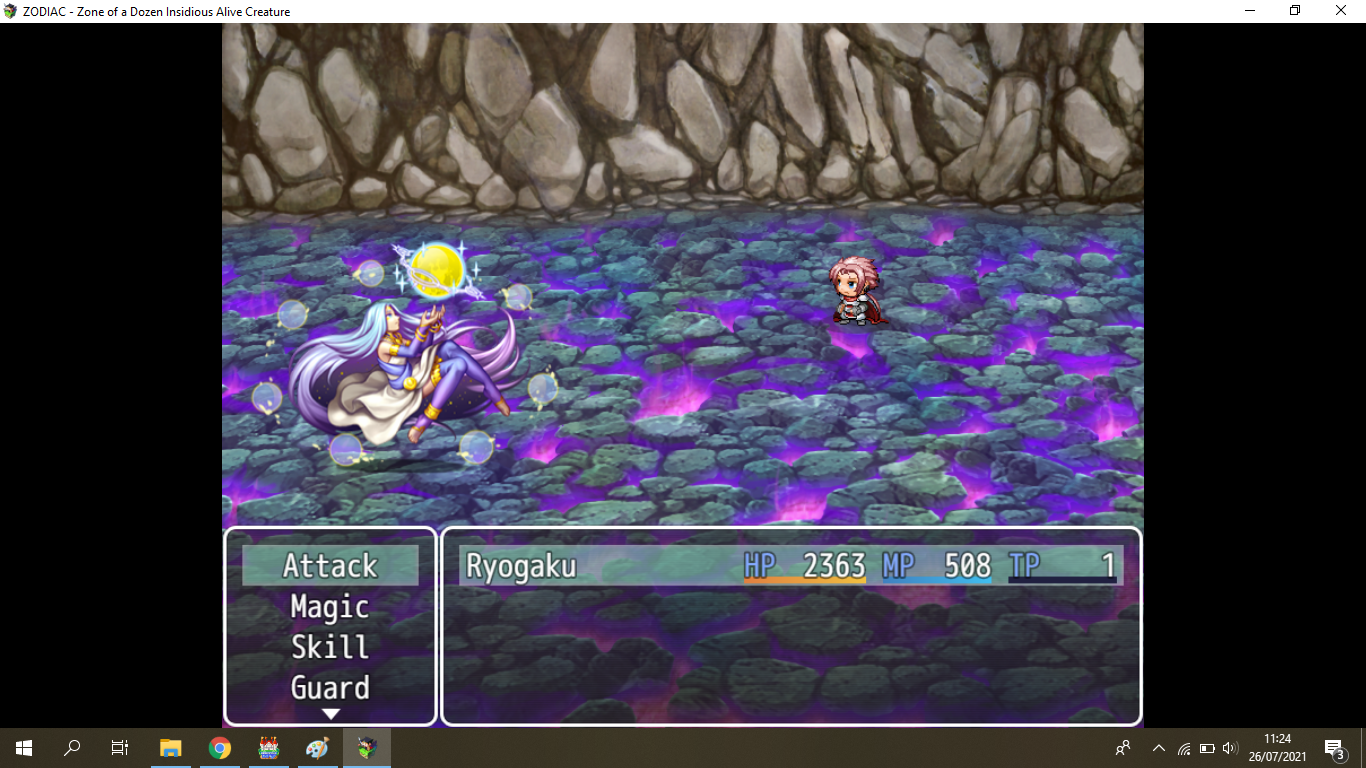 ZODIAC - Zone of a Dozen Insidious Alive Creature
Attack
Magic
Skill
Guard
Ryogaku HP 2363 MP 508 TP 1
11:24
26/07/2021
3